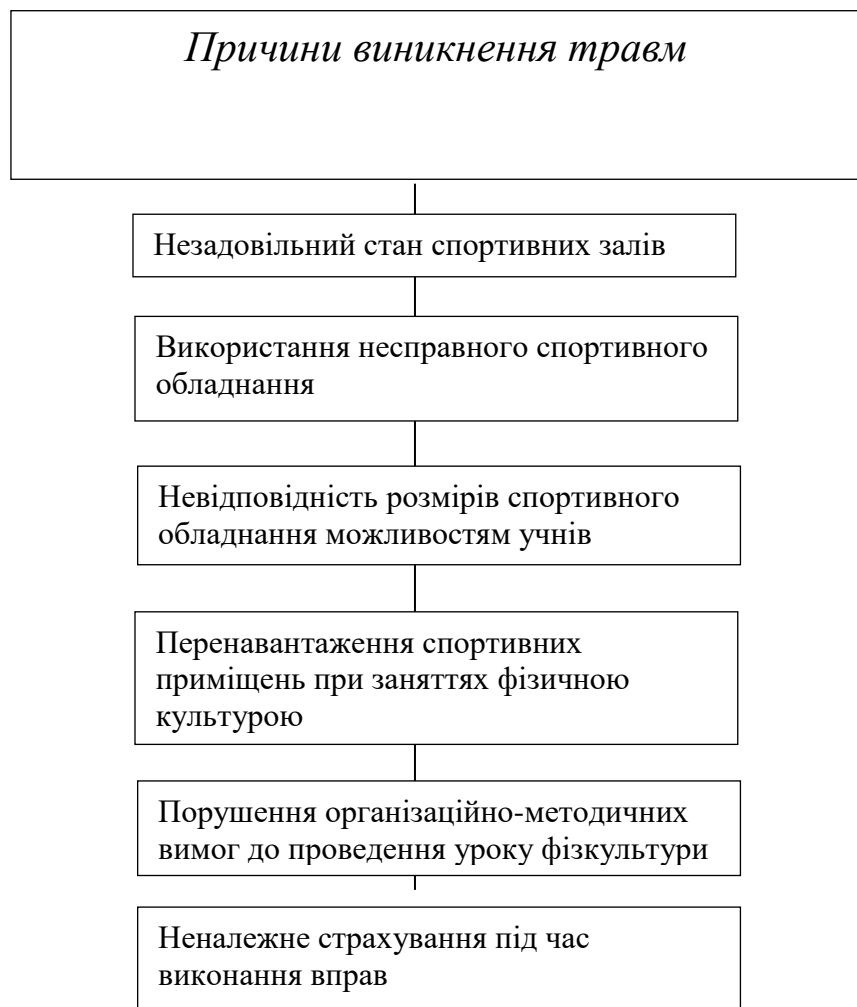 Причини виникнення травм
Незадовільний стан спортивних залів
Використання несправного спортивного
обладнання
Невідповідність розмірів спортивного
обладнання можливостям учнів
Перенавантаження спортивних
приміщень при заняттях фізичною
культурою
Порушення організаційно-методичних
вимог до проведення уроку фізкультури
Неналежне страхування під час
виконання вправ